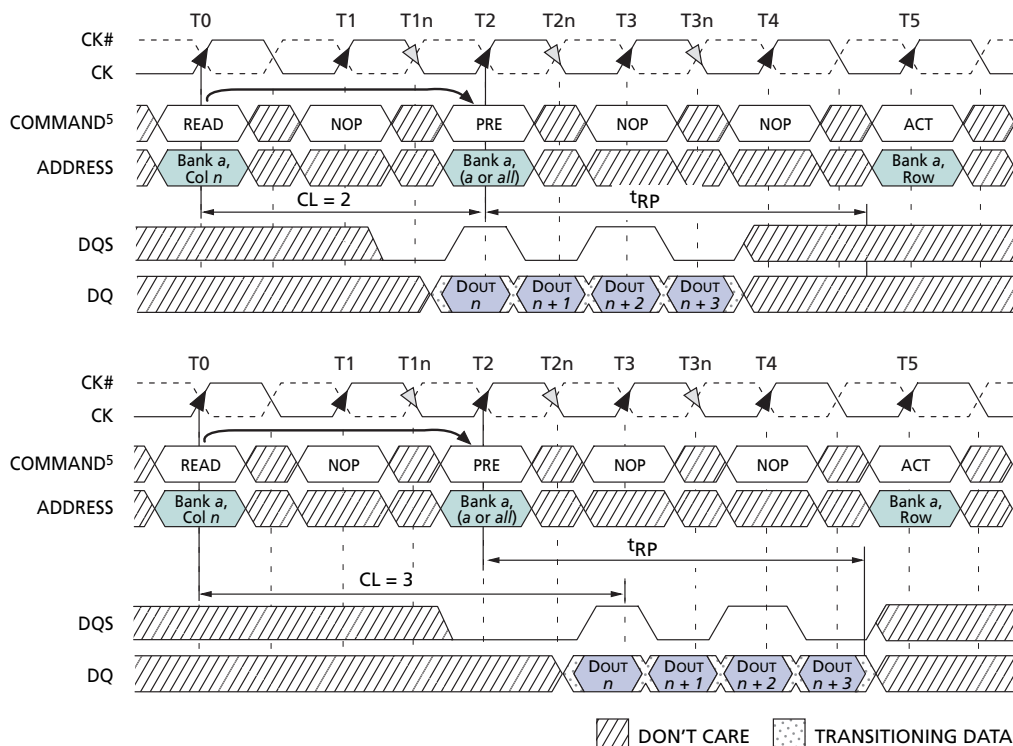 T0 T1 T1n T2 T2n T3 T3n T4 T5
CK#
CK
COMMAND5 READ NOP PRE NOP NOP ACT
ADDRESS Bank a, Col n Bank a, (a or all) Bank a, Row
CL = 2 tRP
DQS
DQ DOUT n DOUT n + 1 DOUT n + 2 DOUT n + 3
T0 T1 T1n T2 T2n T3 T3n T4 T5
CK#
CK
COMMAND5 READ NOP PRE NOP NOP ACT
ADDRESS Bank a, Col n Bank a, (a or all) Bank a, Row
tRP
CL = 3
DQS
DQ DOUT n DOUT n + 1 DOUT n + 2 DOUT n + 3
DON'T CARE TRANSITIONING DATA